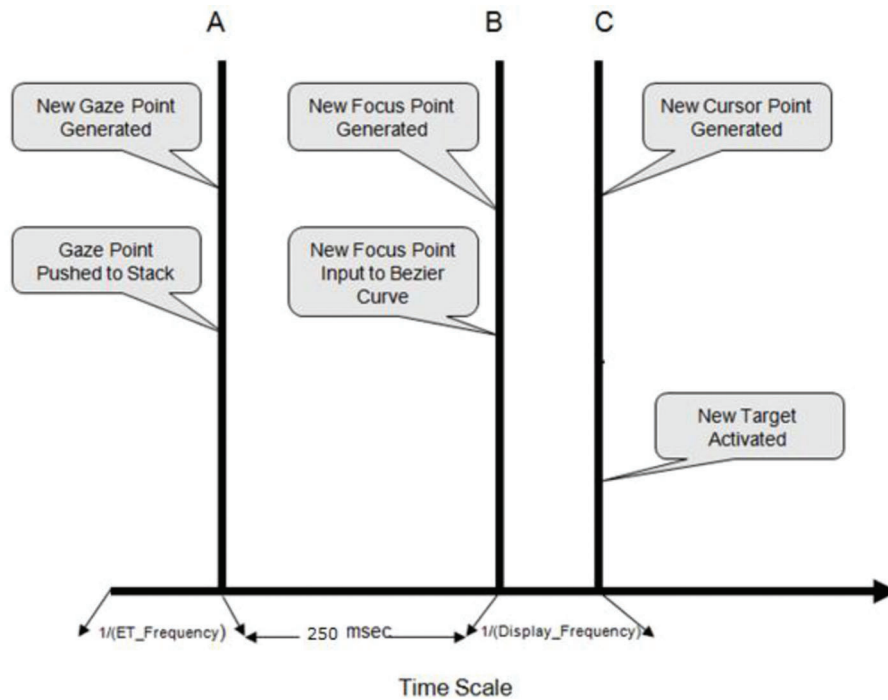 A
B
C
New Gaze Point
Generated
New Focus Point
Generated
New Cursor Point
Generated
Gaze Point
Pushed to Stack
New Focus Point
Input to Bezier
Curve
New Target
Activated
1/(ET_Frequency)
250 msec
1/(Display_Frequency)
Time Scale